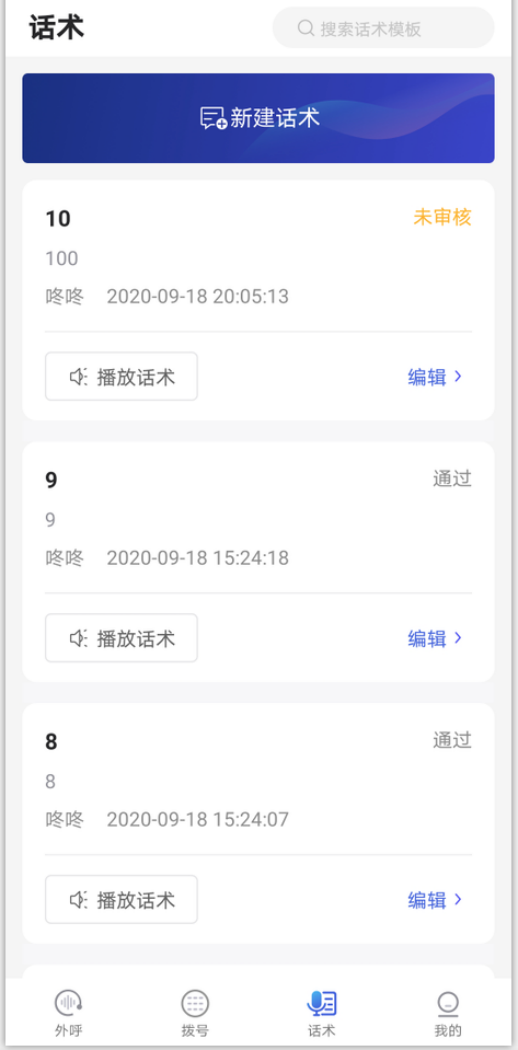 话术
搜索话术模板
新建话术
10 未审核
100
咚咚 2020-09-18 20:05:13
播放话术 编辑
9 通过
9
咚咚 2020-09-18 15:24:18
播放话术 编辑
8 通过
8
咚咚 2020-09-18 15:24:07
播放话术 编辑
外呼 拨号 话术 我的